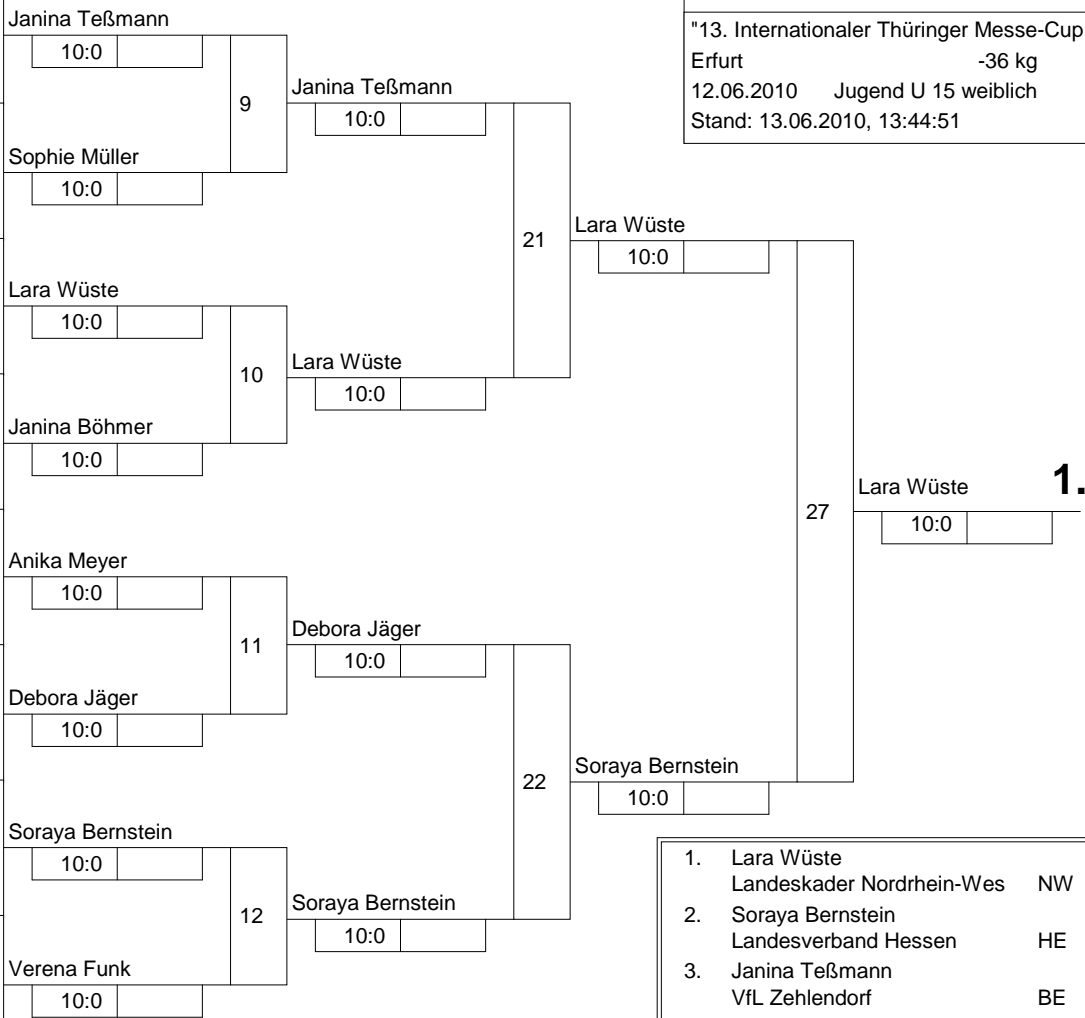 "13. Internationaler Thüringer Messe-Cup
Erfurt -36 kg
12.06.2010 Jugend U 15 weiblich
Stand: 13.06.2010, 13:44:51
Janina Teßmann
10:0
9
Janina Teßmann
10:0
Sophie Müller
10:0
21
Lara Wüste
10:0
Lara Wüste
10:0
10
Lara Wüste
10:0
Janina Böhmer
10:0
27
Lara Wüste 1.
10:0
Anika Meyer
10:0
11
Debora Jäger
10:0
Debora Jäger
10:0
22
Soraya Bernstein
10:0
Soraya Bernstein
10:0
12
Soraya Bernstein
10:0
Verena Funk
10:0
1. Lara Wüste
Landeskader Nordrhein-Wes NW
2. Soraya Bernstein
Landesverband Hessen HE
3. Janina Teßmann
VfL Zehlendorf BE